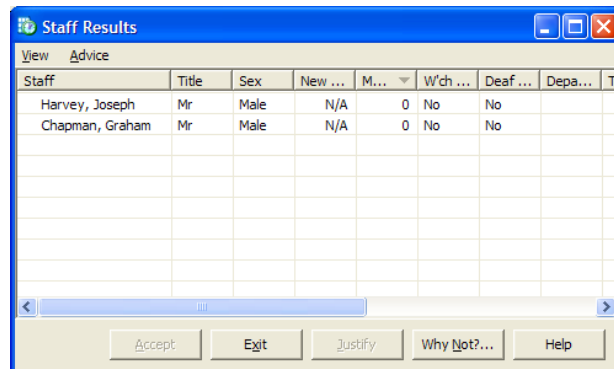 Staff Results
View Advice
Staff Title Sex New ... M... W'ch ... Deaf ... Depa... T
Harvey, Joseph Mr Male N/A 0 No No
Chapman, Graham Mr Male N/A 0 No No
Accept Exit Justify Why Not?... Help